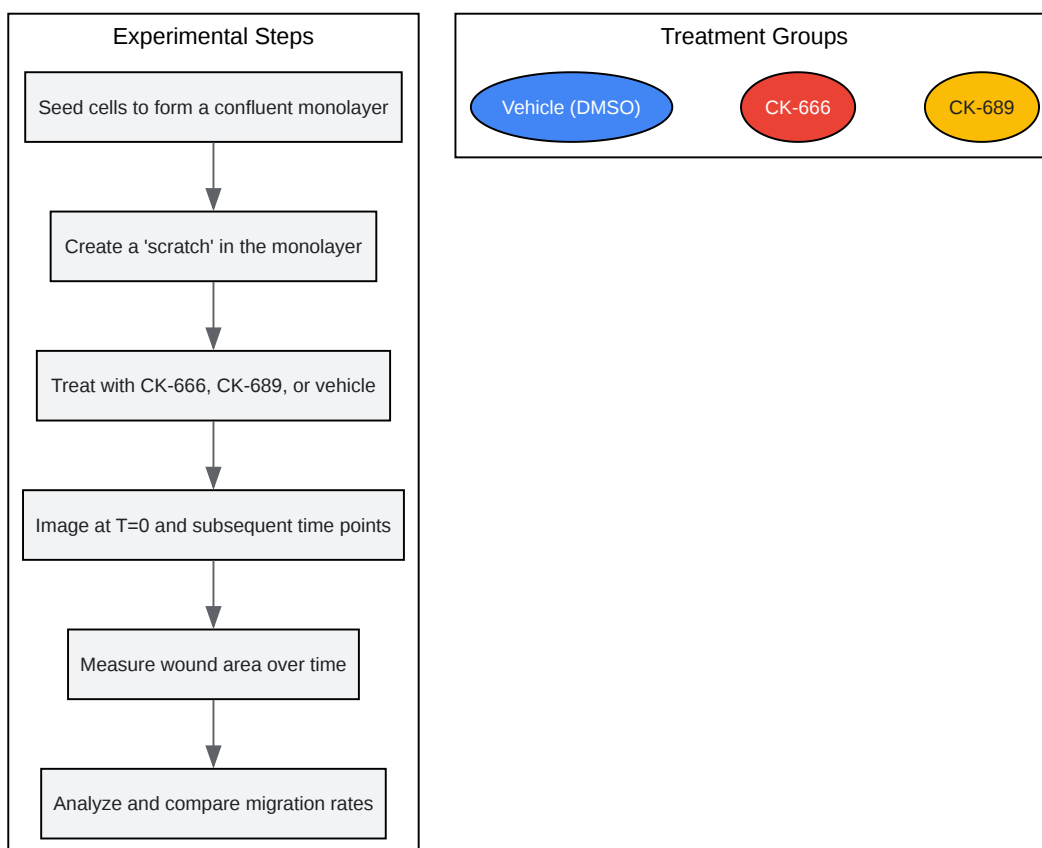 Experimental Steps
Seed cells to form a confluent monolayer
Create a 'scratch' in the monolayer
Treat with CK-666, CK-689, or vehicle
Image at T=0 and subsequent time points
Measure wound area over time
Analyze and compare migration rates
Treatment Groups
Vehicle (DMSO)
CK-666
CK-689